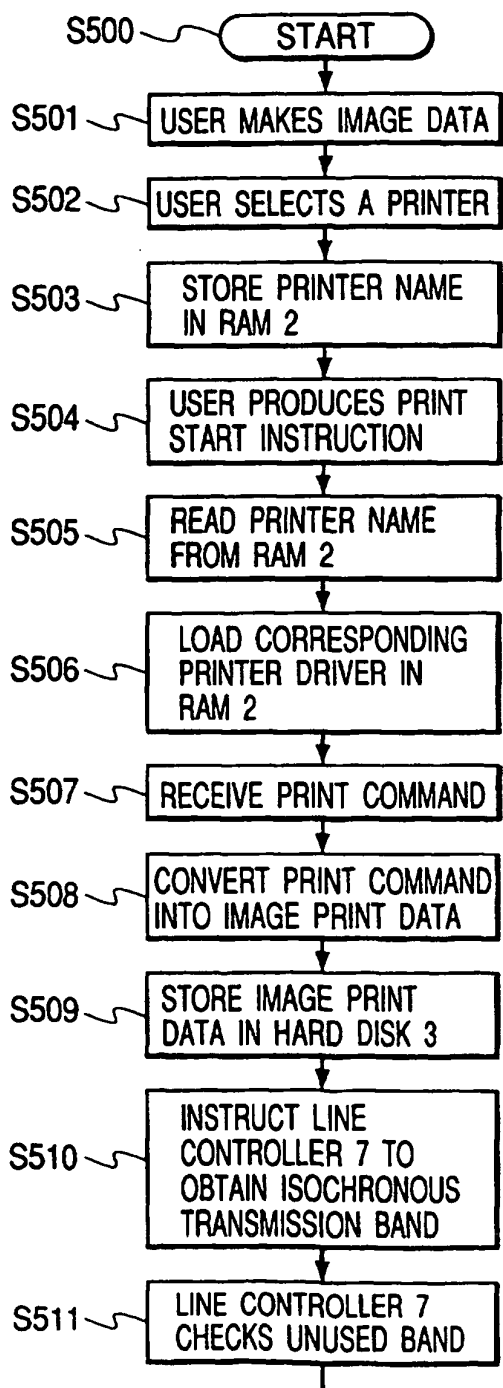 S500 START
S501 USER MAKES IMAGE DATA
S502 USER SELECTS A PRINTER
S503 STORE PRINTER NAME
IN RAM 2
S504 USER PRODUCES PRINT
START INSTRUCTION
S505 READ PRINTER NAME
FROM RAM 2
S506 LOAD CORRESPONDING
PRINTER DRIVER IN
RAM 2
S507 RECEIVE PRINT COMMAND
S508 CONVERT PRINT COMMAND
INTO IMAGE PRINT DATA
S509 STORE IMAGE PRINT
DATA IN HARD DISK 3
S510 INSTRUCT LINE
CONTROLLER 7 TO
OBTAIN ISOCHRONOUS
TRANSMISSION BAND
S511 LINE CONTROLLER 7
CHECKS UNUSED BAND